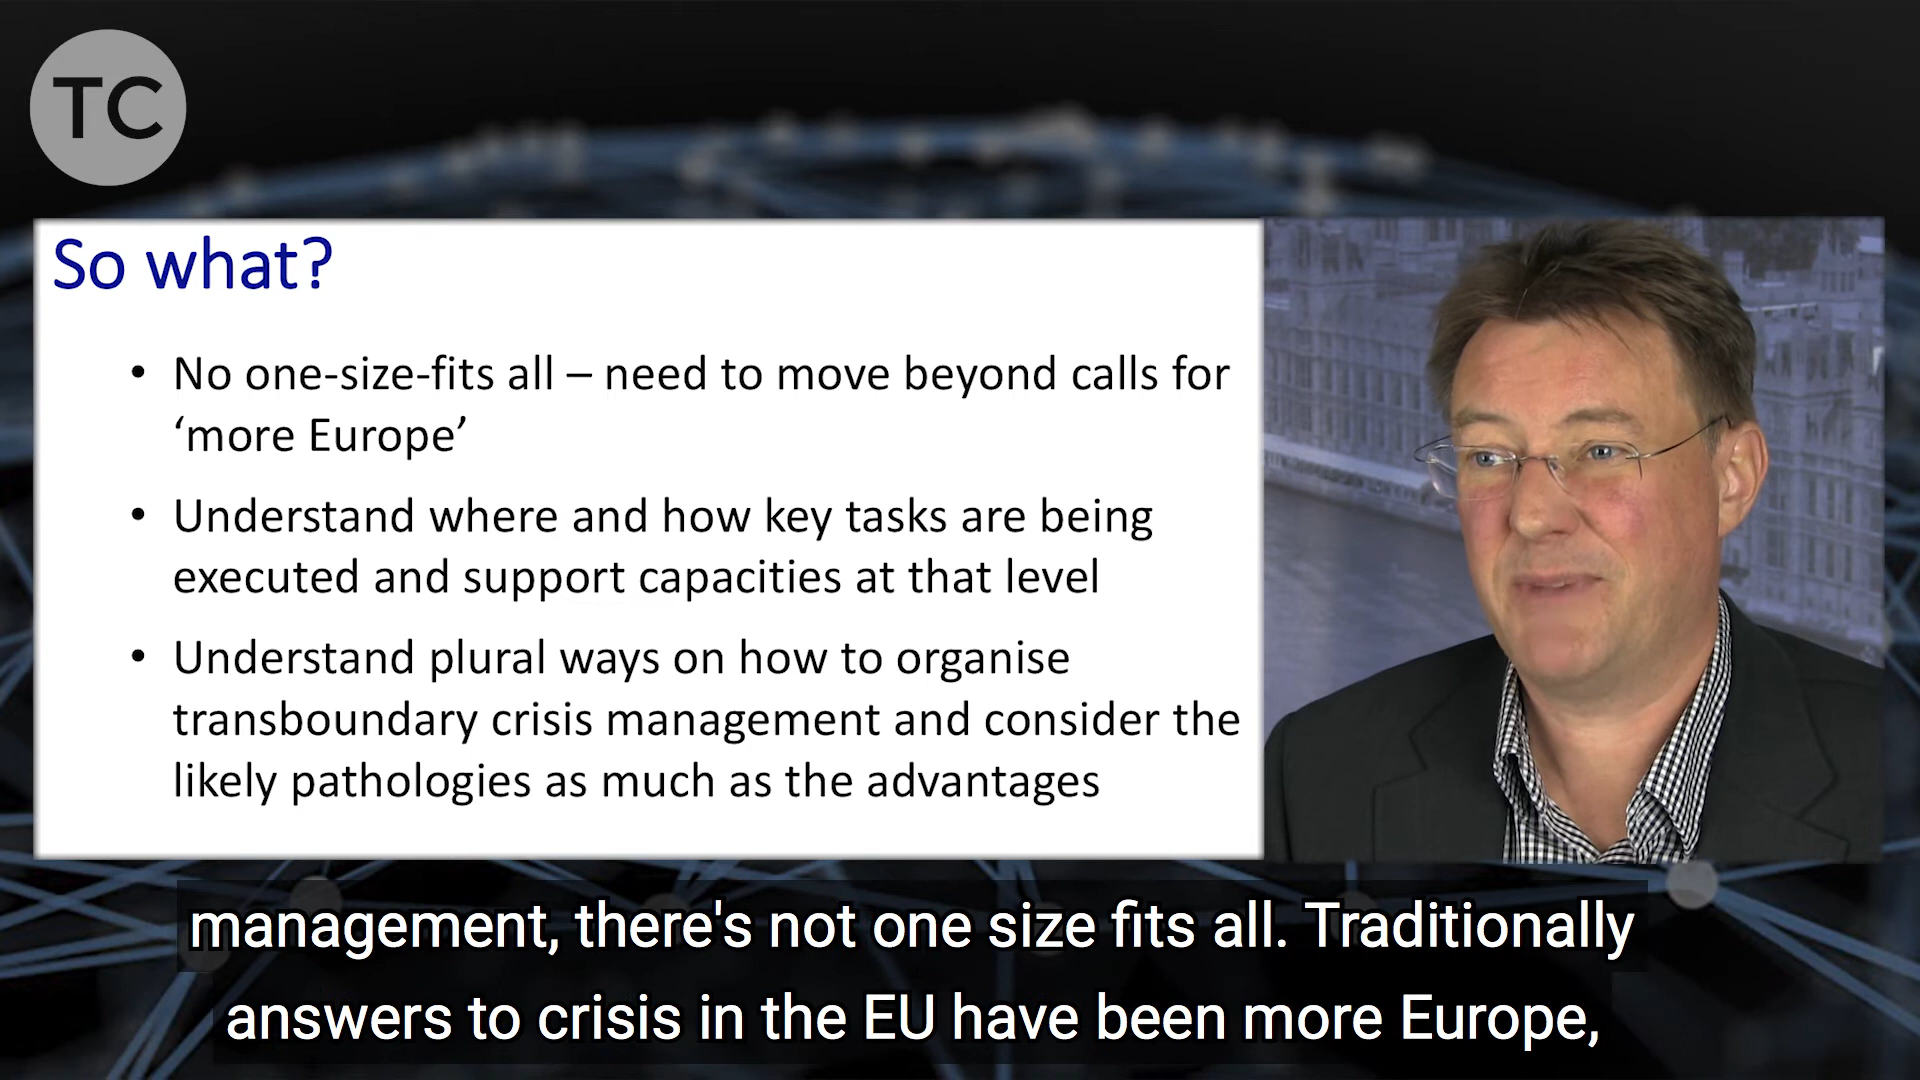 TC
So what?
• No one-size-fits all – need to move beyond calls for
‘more Europe’
• Understand where and how key tasks are being
executed and support capacities at that level
• Understand plural ways on how to organise
transboundary crisis management and consider the
likely pathologies as much as the advantages
management, there's not one size fits all. Traditionally
answers to crisis in the EU have been more Europe,